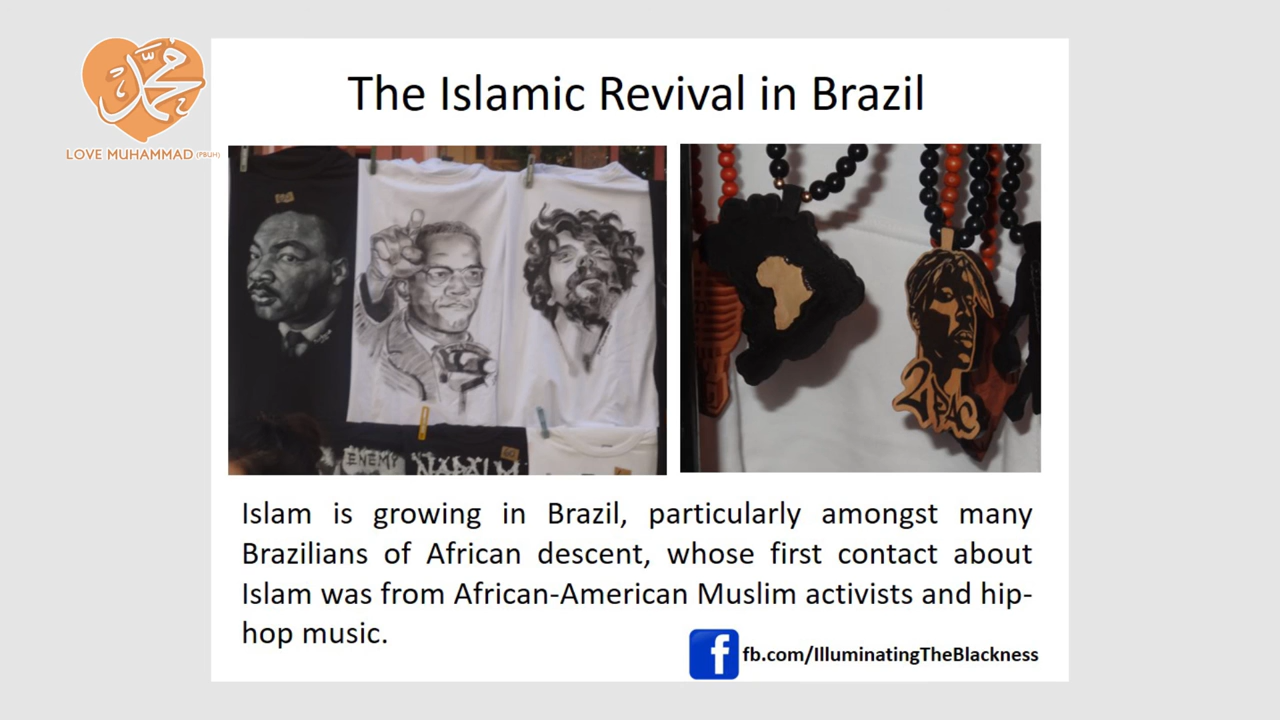 محمد
LOVE MUHAMMAD (PBUH)
The Islamic Revival in Brazil
ENEMY
NAPALM
2PAC
Islam is growing in Brazil, particularly amongst many
Brazilians of African descent, whose first contact about
Islam was from African-American Muslim activists and hip-
hop music.
f fb.com/IlluminatingTheBlackness